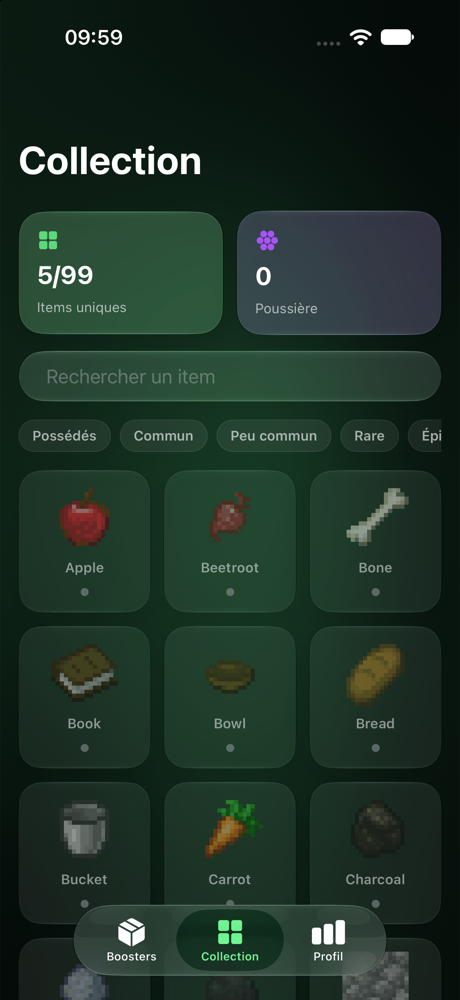 09:59
Collection
5/99
Items uniques
0
Poussière
Rechercher un item
Possédés Commun Peu commun Rare Épi
Apple Beetroot Bone
Book Bowl Bread
Bucket Carrot Charcoal
Boosters Collection Profil